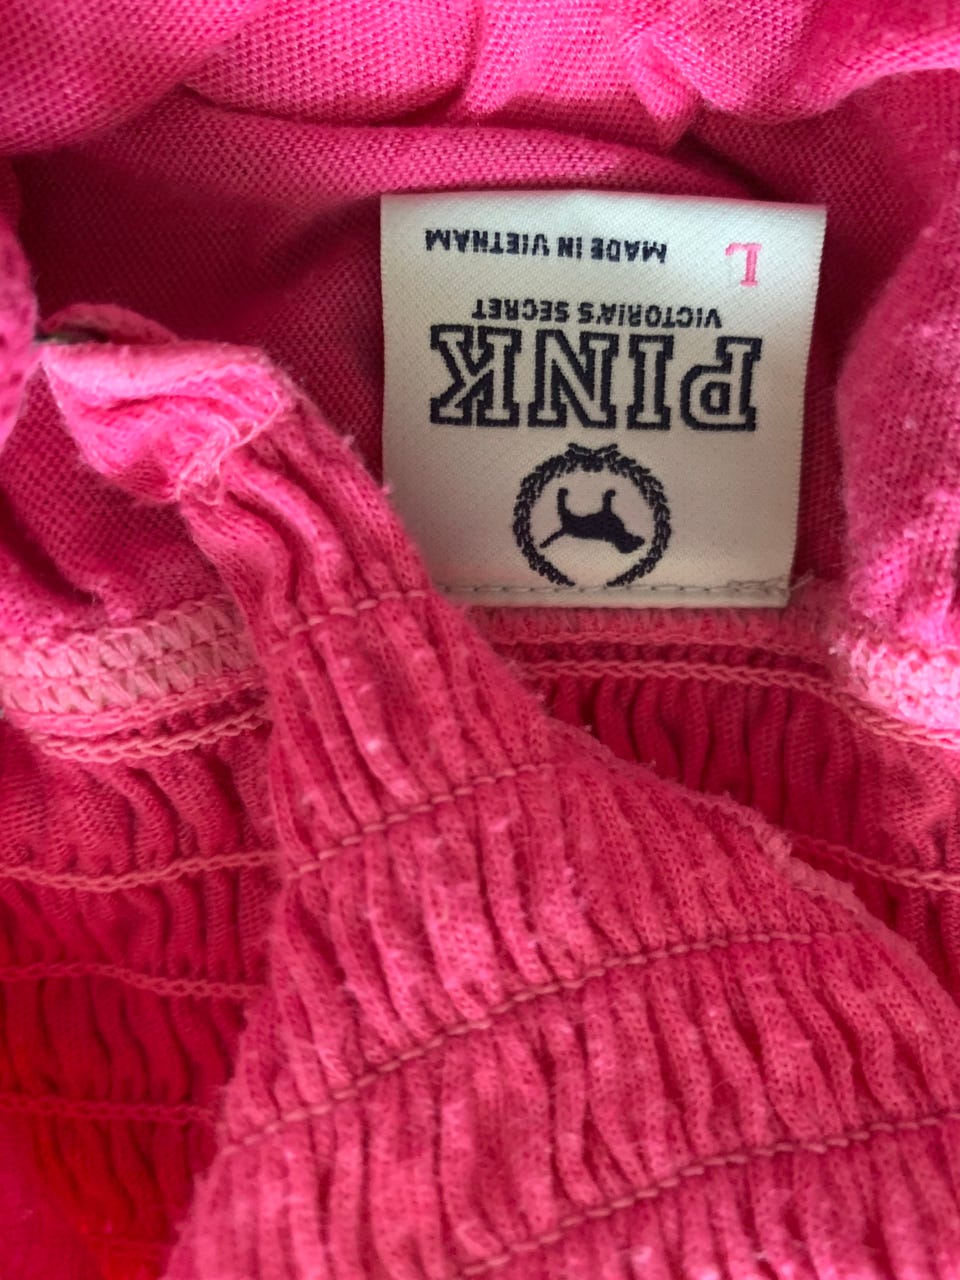 PINK
VICTORIA'S SECRET
MADE IN VIETNAM
L